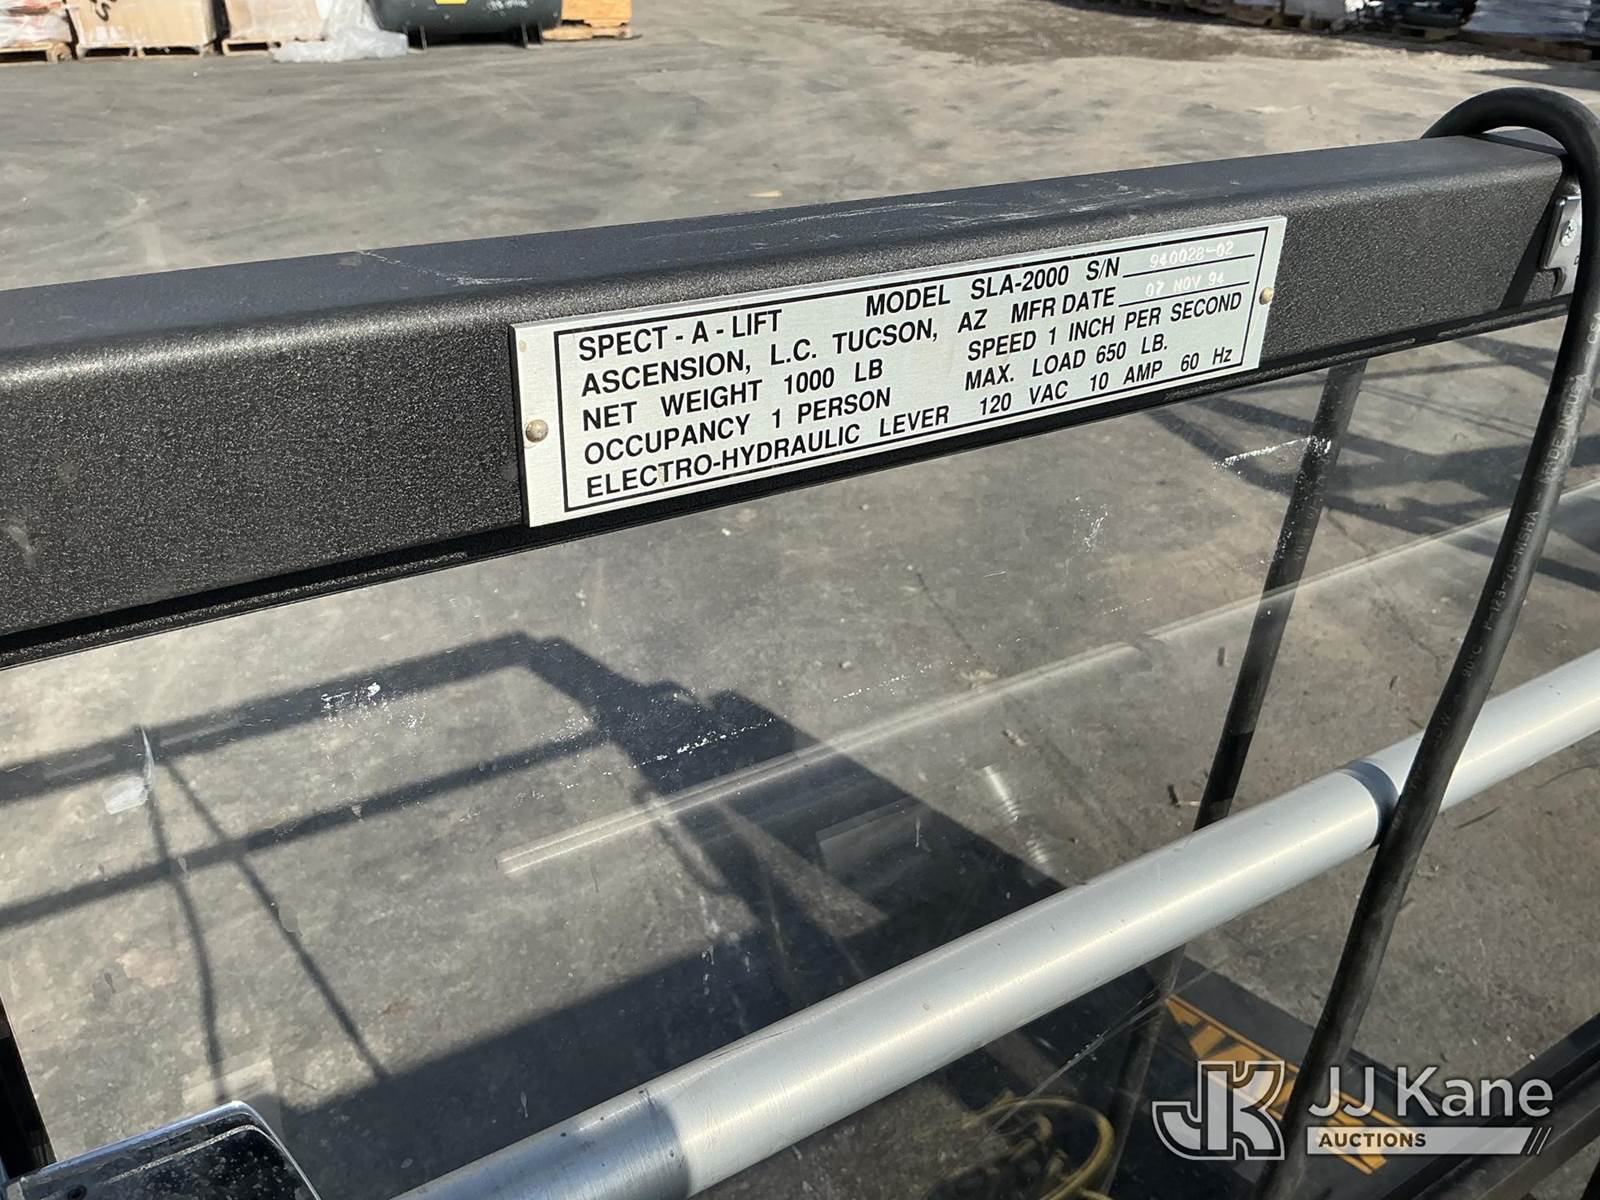 SPECT - A - LIFT MODEL SLA-2000 S/N 940028-02
ASCENSION, L.C. TUCSON, AZ MFR DATE 07 NOV 94
NET WEIGHT 1000 LB SPEED 1 INCH PER SECOND
OCCUPANCY 1 PERSON MAX. LOAD 650 LB.
ELECTRO-HYDRAULIC LEVER 120 VAC 10 AMP 60 Hz
JK JJ Kane
AUCTIONS